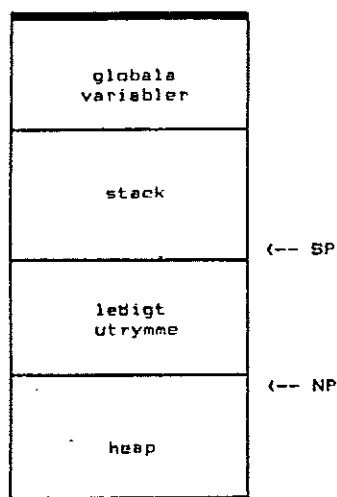 globala
variabler
stack
<-- SP
ledigt
utrymme
<-- NP
heap